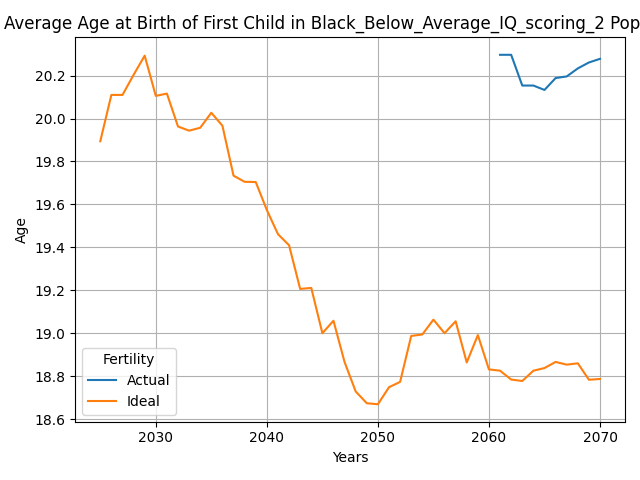 Average Age at Birth of First Child in Black_Below_Average_IQ_scoring_2 Pop
20.2
20.0
19.8
19.6
19.4
19.2
19.0
18.8
18.6
Age
Fertility
Actual
Ideal
2030 2040 2050 2060 2070
Years